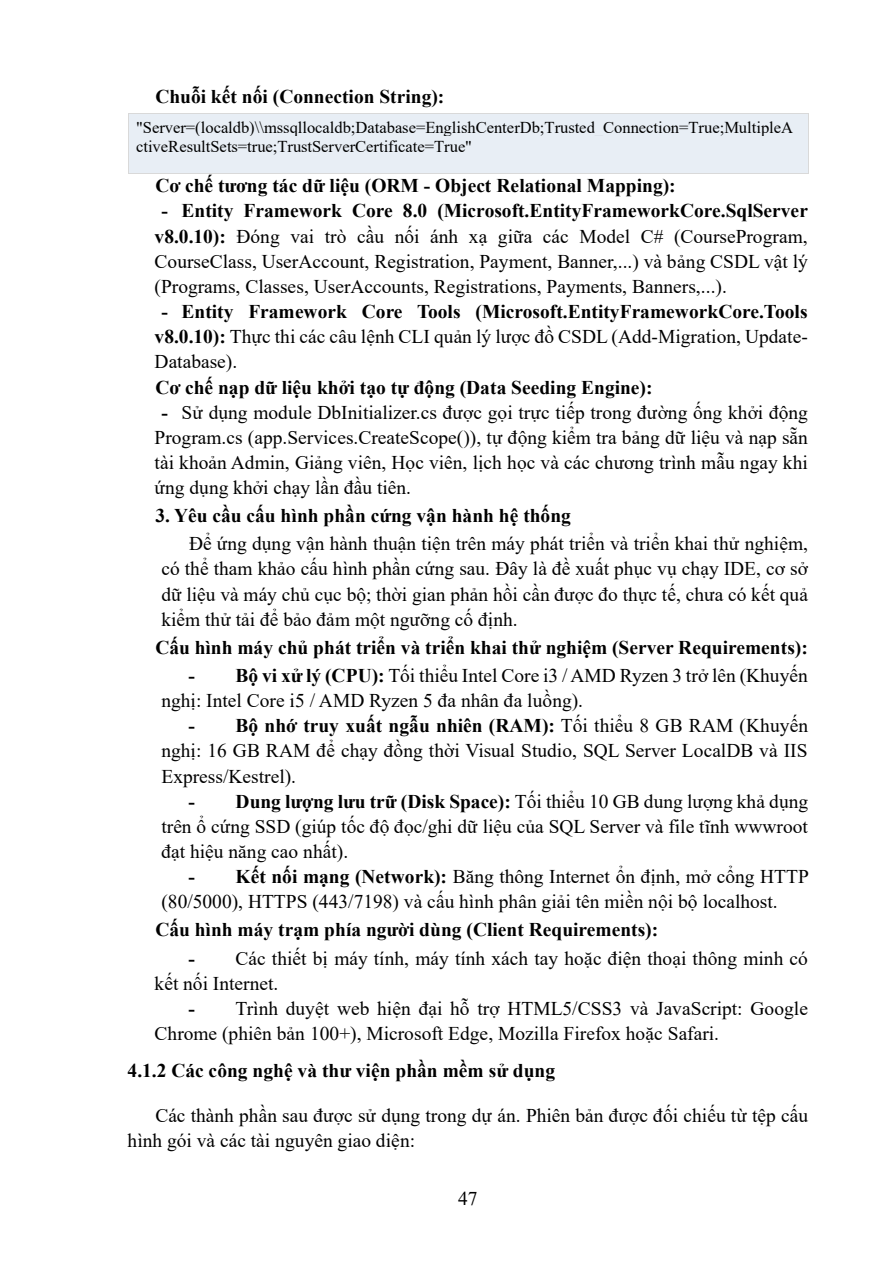 Chuỗi kết nối (Connection String):
"Server=(localdb)\\mssqllocaldb;Database=EnglishCenterDb;Trusted Connection=True;MultipleA
ctiveResultSets=true;TrustServerCertificate=True"
Cơ chế tương tác dữ liệu (ORM - Object Relational Mapping):
- Entity Framework Core 8.0 (Microsoft.EntityFrameworkCore.SqlServer
v8.0.10): Đóng vai trò cầu nối ánh xạ giữa các Model C# (CourseProgram,
CourseClass, UserAccount, Registration, Payment, Banner,...) và bảng CSDL vật lý
(Programs, Classes, UserAccounts, Registrations, Payments, Banners,...).
- Entity Framework Core Tools (Microsoft.EntityFrameworkCore.Tools
v8.0.10): Thực thi các câu lệnh CLI quản lý lược đồ CSDL (Add-Migration, Update-
Database).
Cơ chế nạp dữ liệu khởi tạo tự động (Data Seeding Engine):
- Sử dụng module DbInitializer.cs được gọi trực tiếp trong đường ống khởi động
Program.cs (app.Services.CreateScope()), tự động kiểm tra bảng dữ liệu và nạp sẵn
tài khoản Admin, Giảng viên, Học viên, lịch học và các chương trình mẫu ngay khi
ứng dụng khởi chạy lần đầu tiên.
3. Yêu cầu cấu hình phần cứng vận hành hệ thống
Để ứng dụng vận hành thuận tiện trên máy phát triển và triển khai thử nghiệm,
có thể tham khảo cấu hình phần cứng sau. Đây là đề xuất phục vụ chạy IDE, cơ sở
dữ liệu và máy chủ cục bộ; thời gian phản hồi cần được đo thực tế, chưa có kết quả
kiểm thử tải để bảo đảm một ngưỡng cố định.
Cấu hình máy chủ phát triển và triển khai thử nghiệm (Server Requirements):
- Bộ vi xử lý (CPU): Tối thiểu Intel Core i3 / AMD Ryzen 3 trở lên (Khuyến
nghị: Intel Core i5 / AMD Ryzen 5 đa nhân đa luồng).
- Bộ nhớ truy xuất ngẫu nhiên (RAM): Tối thiểu 8 GB RAM (Khuyến
nghị: 16 GB RAM để chạy đồng thời Visual Studio, SQL Server LocalDB và IIS
Express/Kestrel).
- Dung lượng lưu trữ (Disk Space): Tối thiểu 10 GB dung lượng khả dụng
trên ổ cứng SSD (giúp tốc độ đọc/ghi dữ liệu của SQL Server và file tĩnh wwwroot
đạt hiệu năng cao nhất).
- Kết nối mạng (Network): Băng thông Internet ổn định, mở cổng HTTP
(80/5000), HTTPS (443/7198) và cấu hình phân giải tên miền nội bộ localhost.
Cấu hình máy trạm phía người dùng (Client Requirements):
- Các thiết bị máy tính, máy tính xách tay hoặc điện thoại thông minh có
kết nối Internet.
- Trình duyệt web hiện đại hỗ trợ HTML5/CSS3 và JavaScript: Google
Chrome (phiên bản 100+), Microsoft Edge, Mozilla Firefox hoặc Safari.
4.1.2 Các công nghệ và thư viện phần mềm sử dụng
Các thành phần sau được sử dụng trong dự án. Phiên bản được đối chiếu từ tệp cấu
hình gói và các tài nguyên giao diện:
47